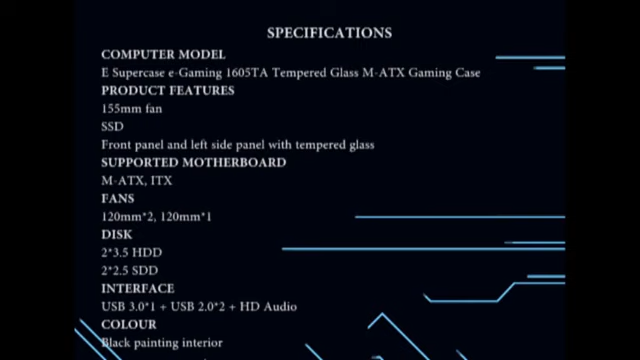 SPECIFICATIONS
COMPUTER MODEL
E Supercase e-Gaming 1605TA Tempered Glass M-ATX Gaming Case
PRODUCT FEATURES
155mm fan
SSD
Front panel and left side panel with tempered glass
SUPPORTED MOTHERBOARD
M-ATX, ITX
FANS
120mm*2, 120mm*1
DISK
2*3.5 HDD
2*2.5 SDD
INTERFACE
USB 3.0*1 + USB 2.0*2 + HD Audio
COLOUR
Black painting interior